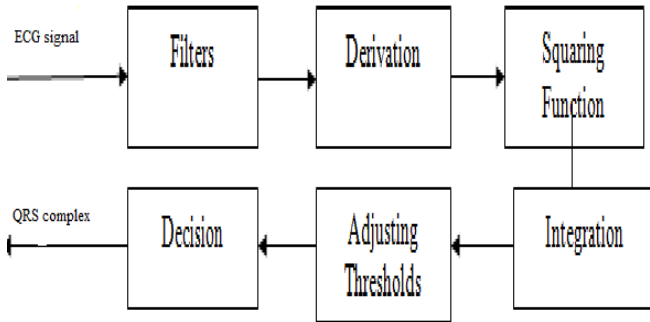 ECG signal
Filters
Derivation
Squaring
Function
QRS complex
Decision
Adjusting
Thresholds
Integration